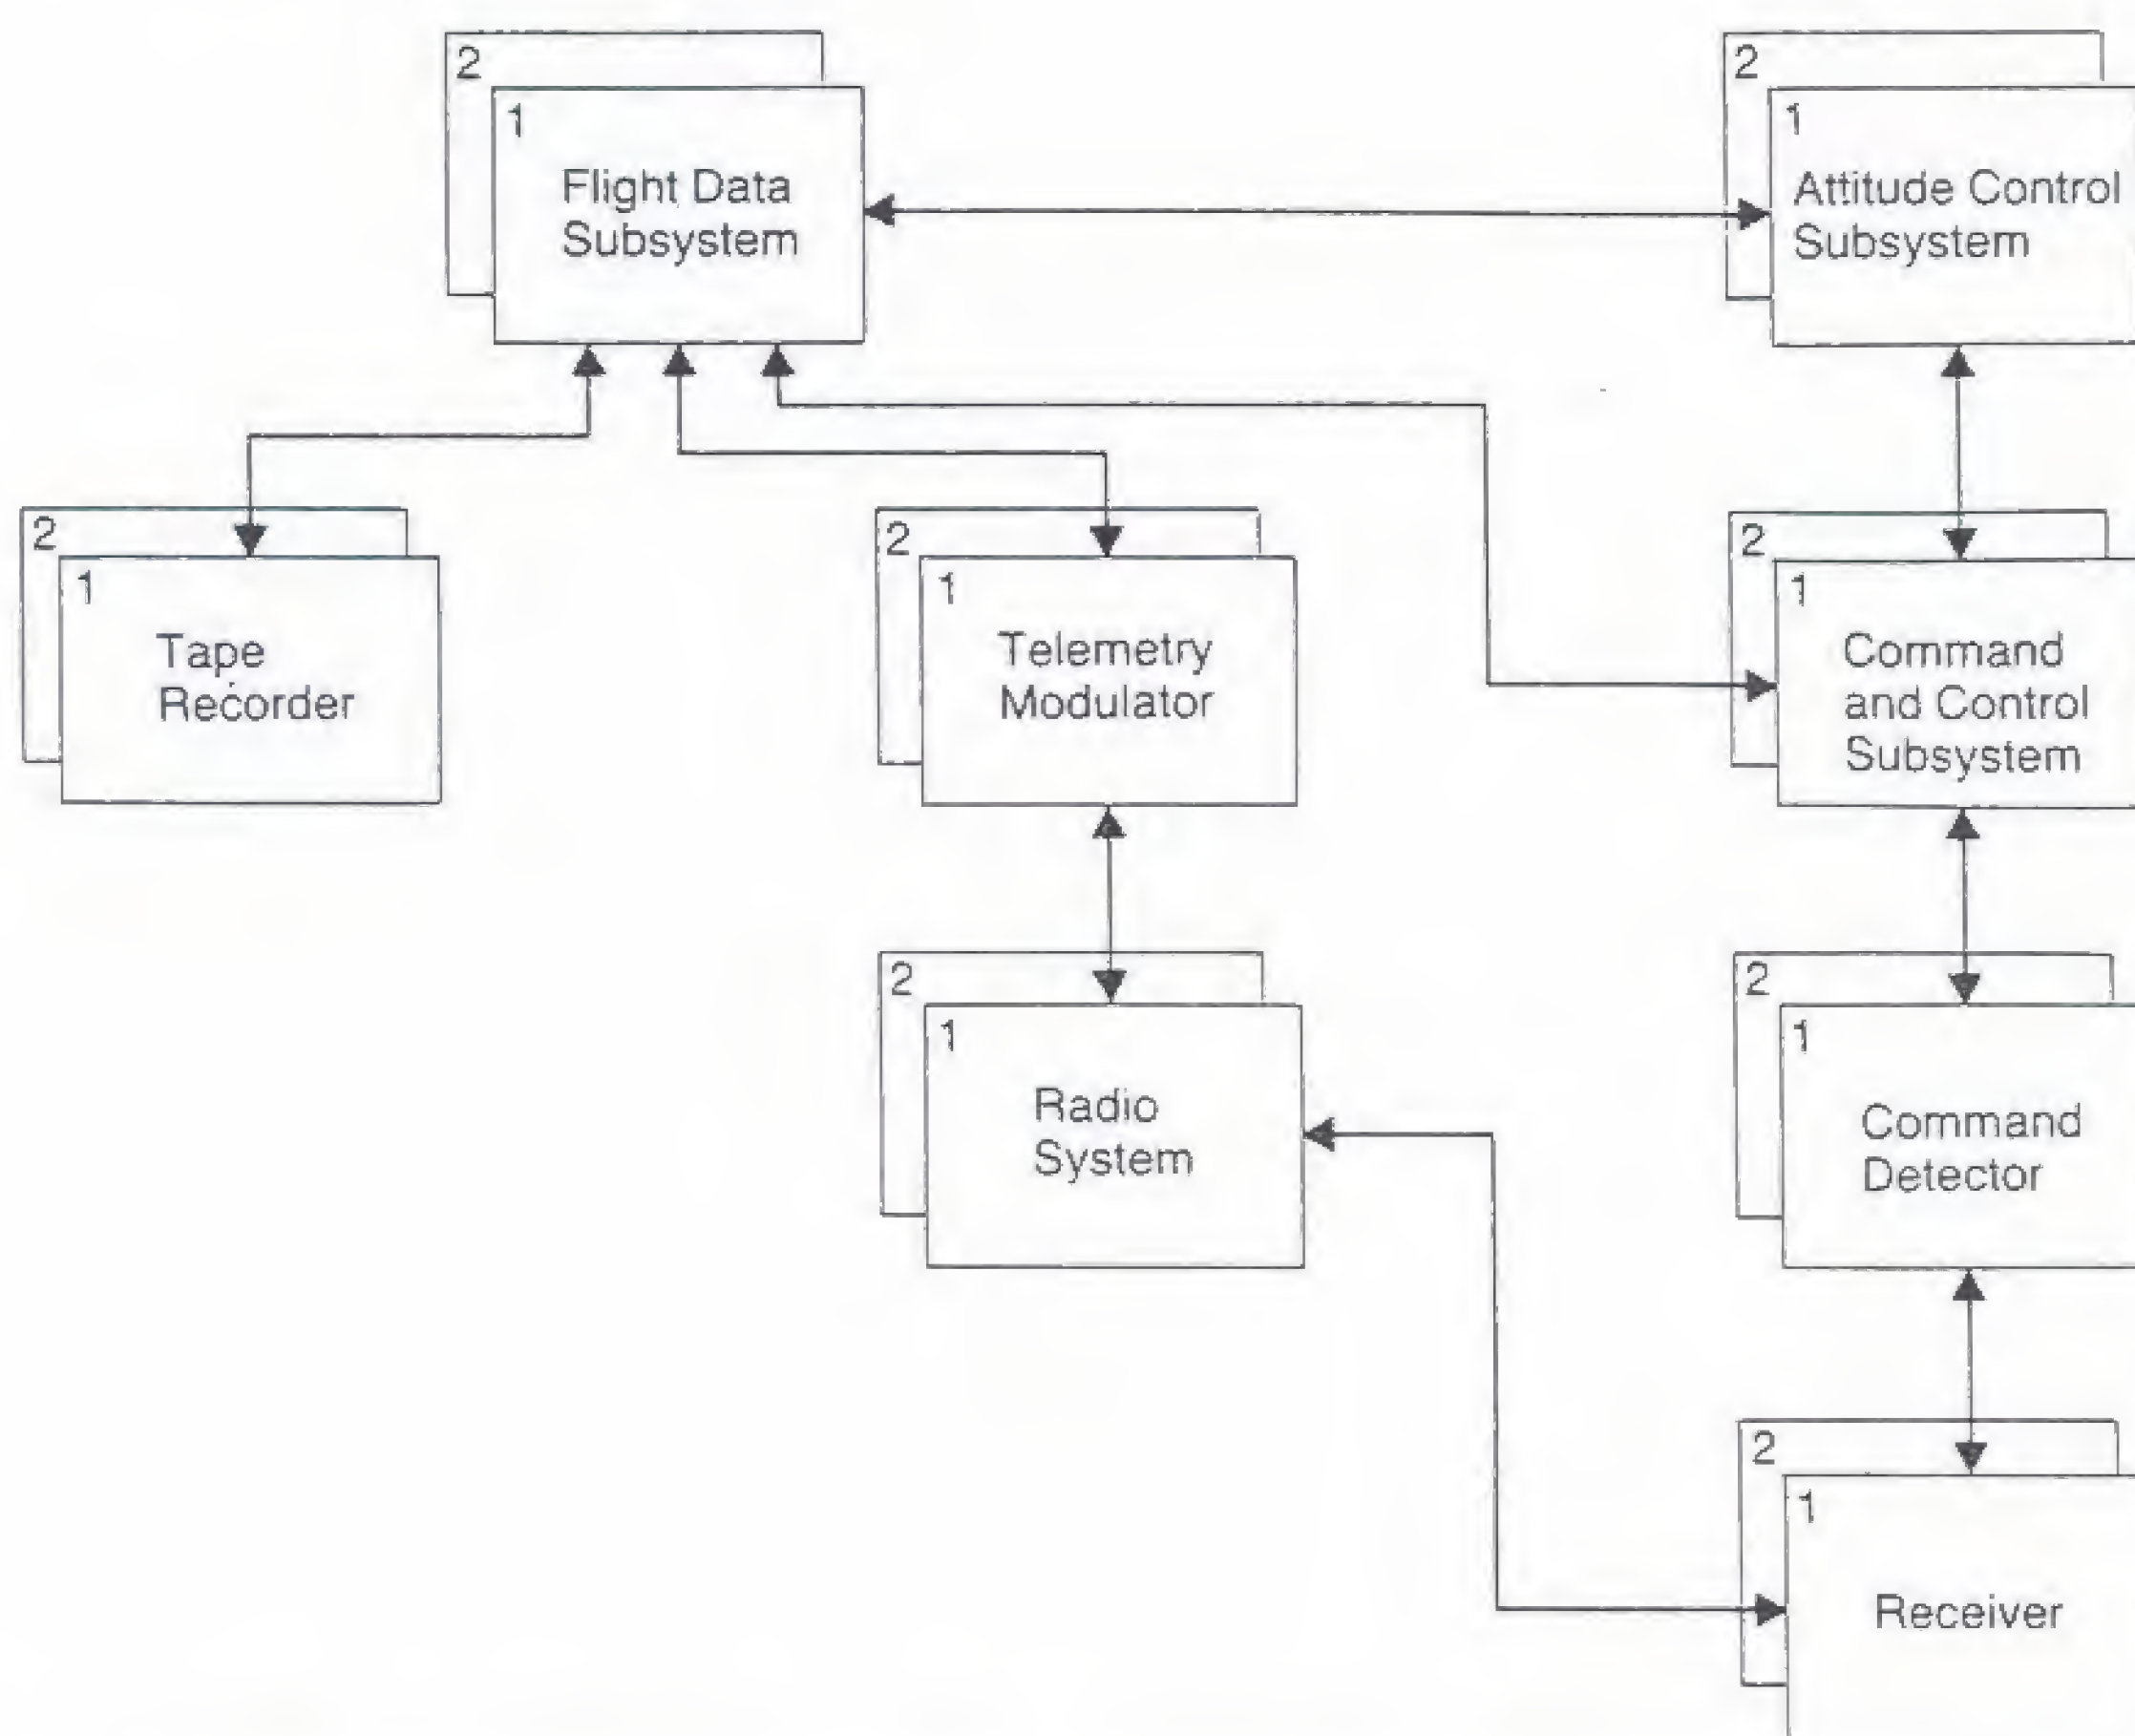 2
1
Flight Data
Subsystem
2
1
Attitude Control
Subsystem
2
1
Tape
Recorder
2
1
Telemetry
Modulator
2
1
Command
and Control
Subsystem
2
1
Radio
System
2
1
Command
Detector
2
1
Receiver